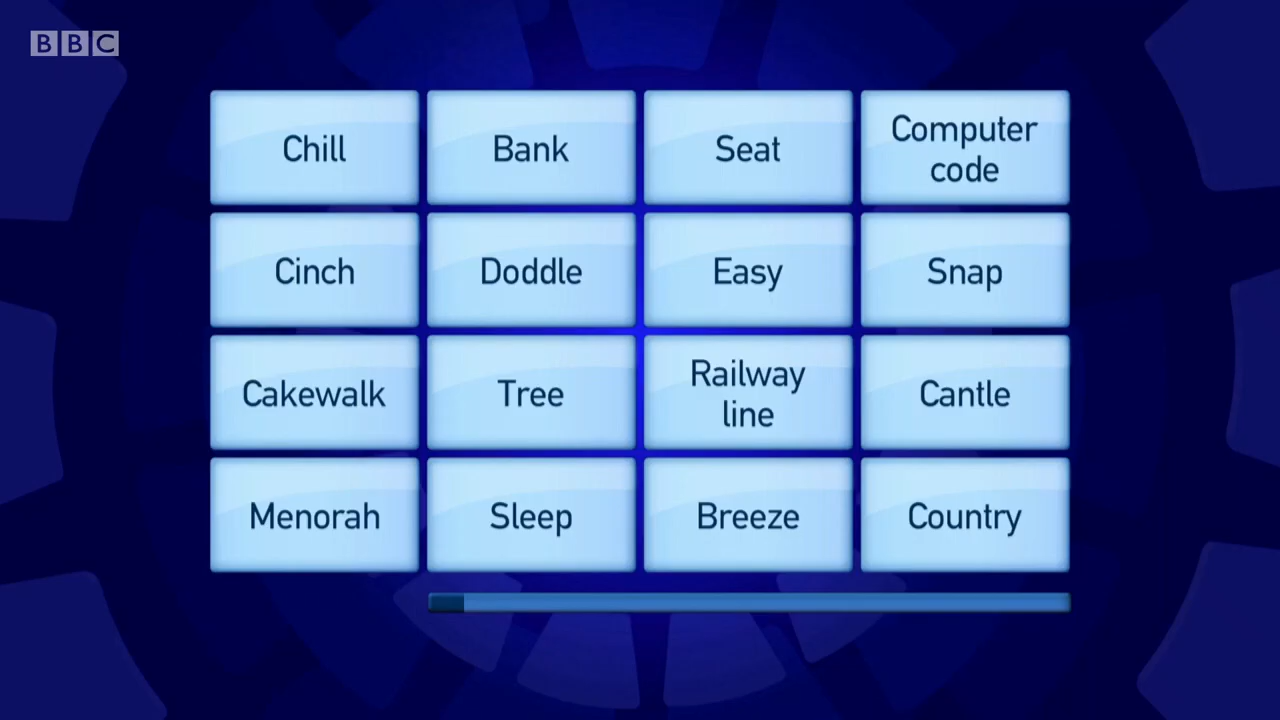 BBC
Chill
Bank
Seat
Computer
code
Cinch
Doddle
Easy
Snap
Cakewalk
Tree
Railway
line
Cantle
Menorah
Sleep
Breeze
Country